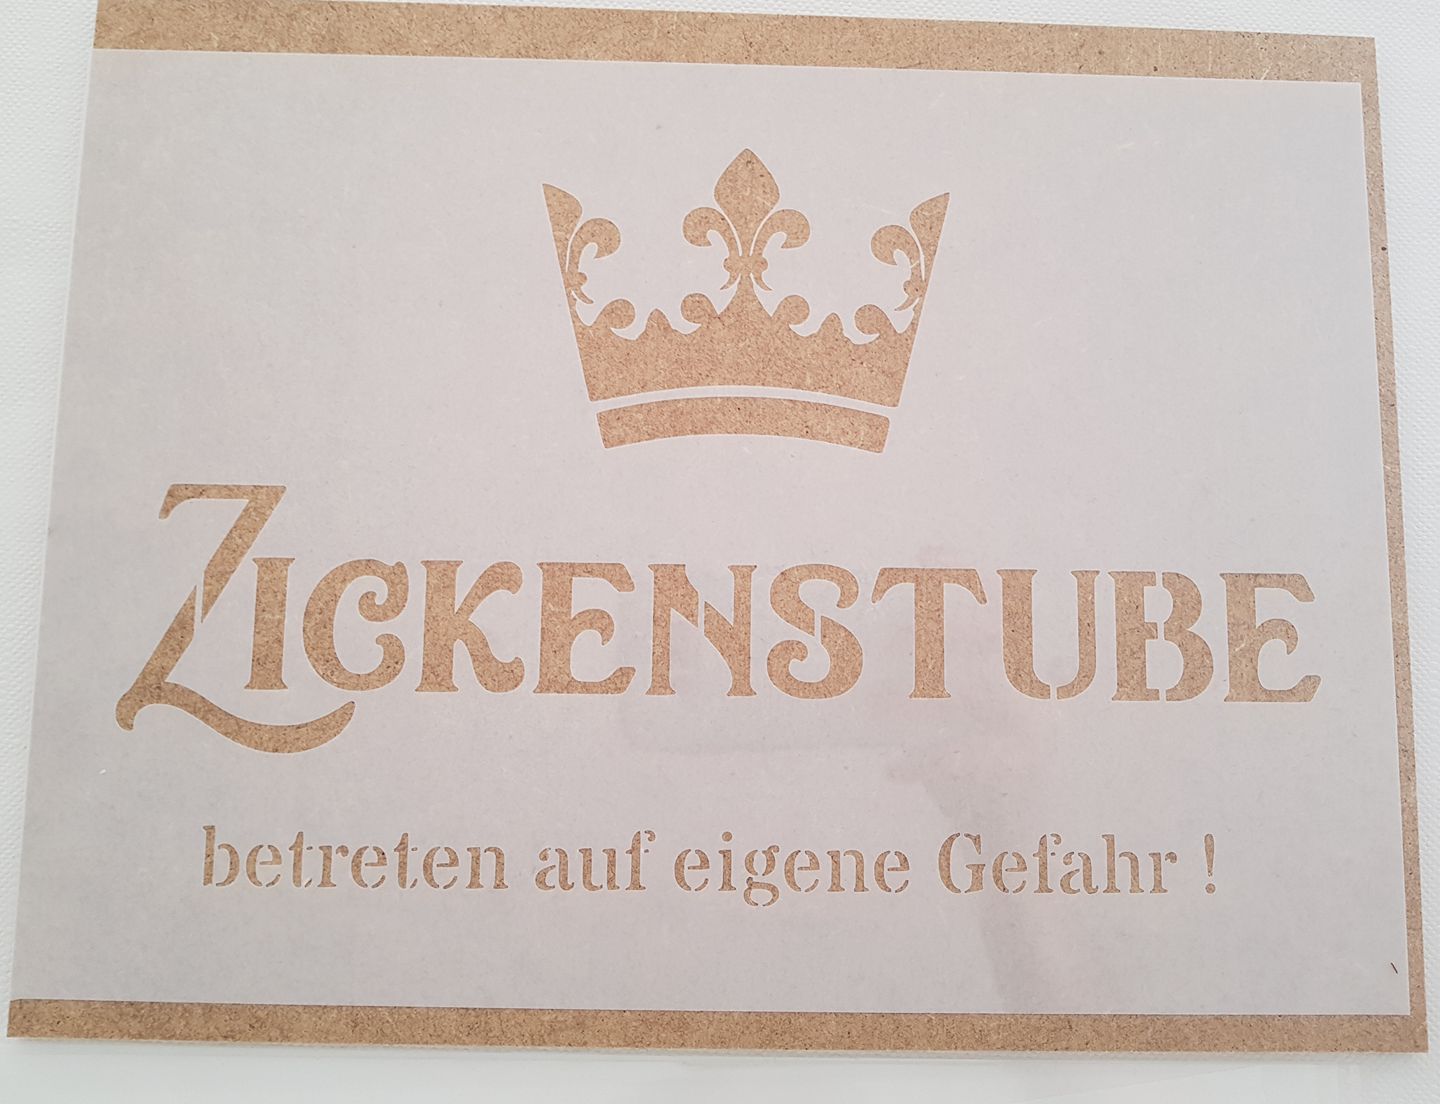 ZICKENSTUBE
betreten auf eigene Gefahr !